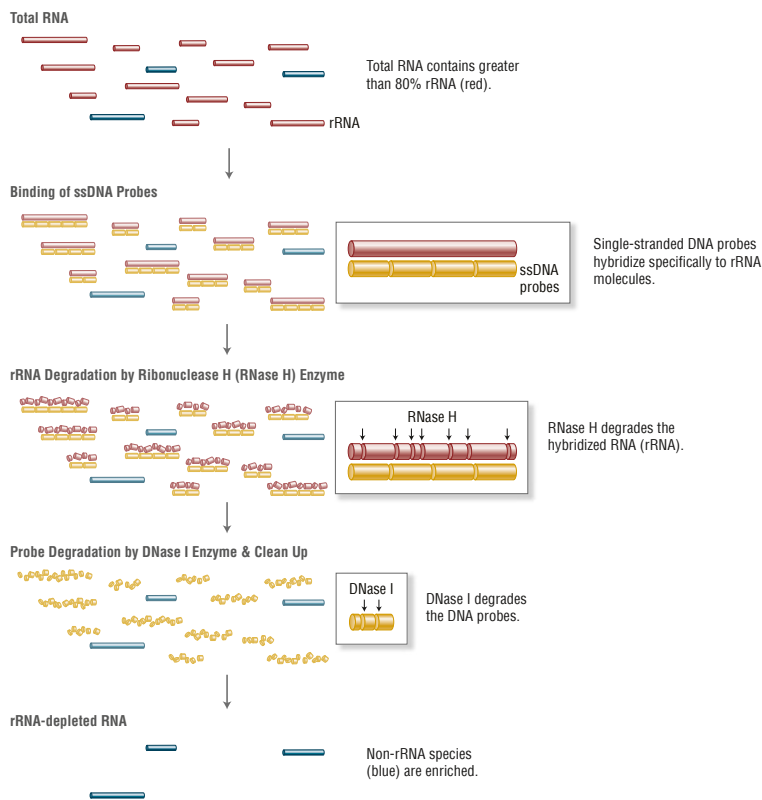 Total RNA
Total RNA contains greater
than 80% rRNA (red).
rRNA
Binding of ssDNA Probes
ssDNA
probes
Single-stranded DNA probes
hybridize specifically to rRNA
molecules.
rRNA Degradation by Ribonuclease H (RNase H) Enzyme
RNase H
RNase H degrades the
hybridized RNA (rRNA).
Probe Degradation by DNase I Enzyme & Clean Up
DNase I
DNase I degrades
the DNA probes.
rRNA-depleted RNA
Non-rRNA species
(blue) are enriched.